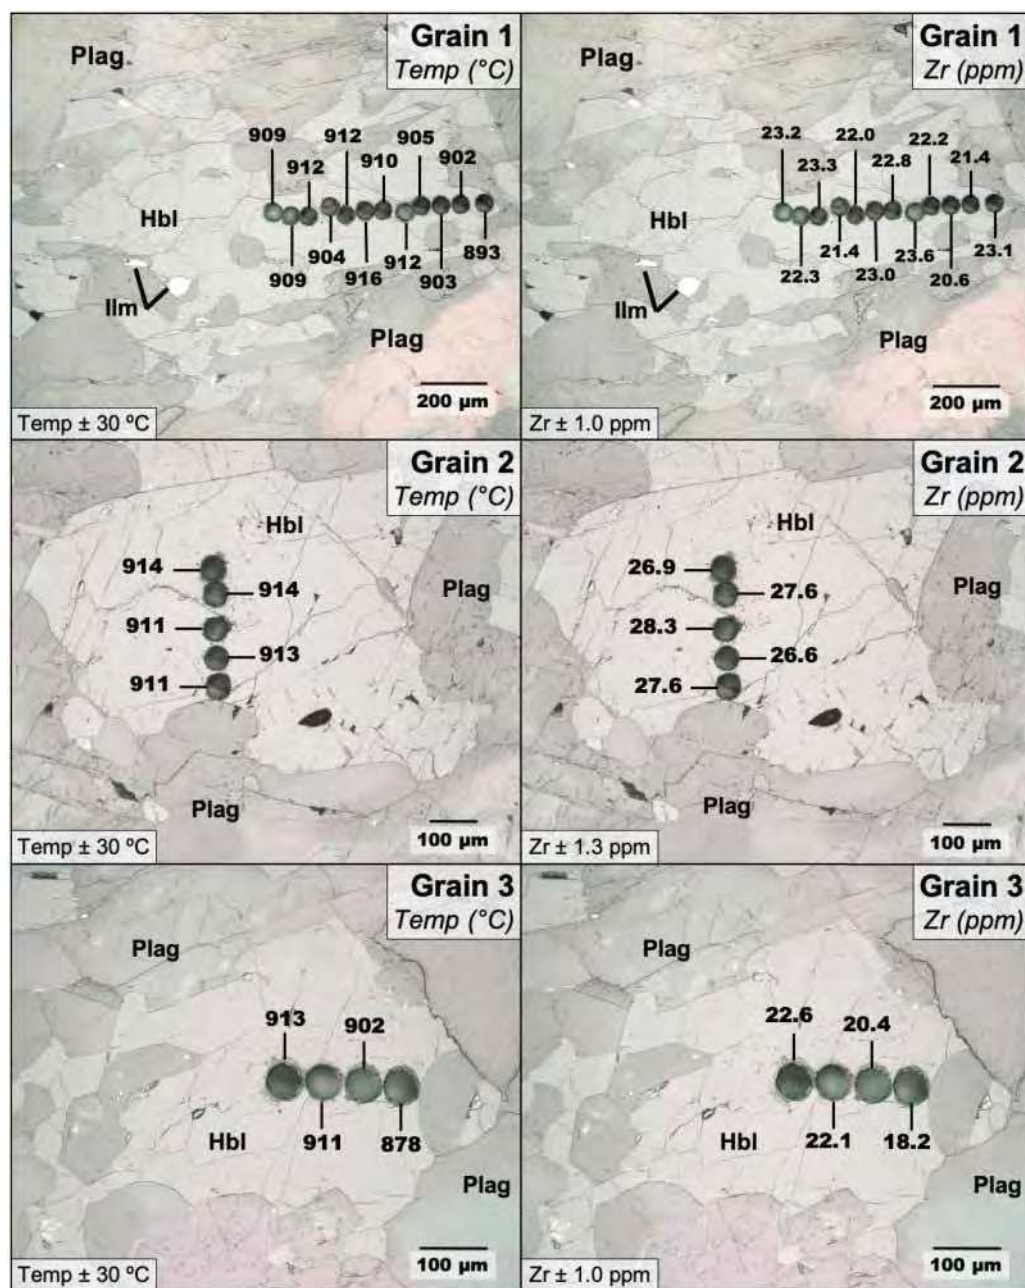 Grain 1
Temp (°C)
Plag
909 912 912 910 905 902
Hbl
909 904 916 912 903 893
Ilm
Plag
200 µm
Temp ± 30 ºC
Grain 1
Zr (ppm)
Plag
23.2 23.3 22.0 22.8 22.2 21.4
Hbl
22.3 21.4 23.0 23.6 20.6 23.1
Ilm
Plag
200 µm
Zr ± 1.0 ppm
Grain 2
Temp (°C)
Hbl
914
914
Plag
911
913
911
Plag
100 µm
Temp ± 30 ºC
Grain 2
Zr (ppm)
Hbl
26.9
27.6
Plag
28.3
26.6
27.6
Plag
100 µm
Zr ± 1.3 ppm
Grain 3
Temp (°C)
Plag
913 902
Hbl 911 878
Plag
100 µm
Temp ± 30 ºC
Grain 3
Zr (ppm)
Plag
22.6 20.4
Hbl 22.1 18.2
Plag
100 µm
Zr ± 1.0 ppm